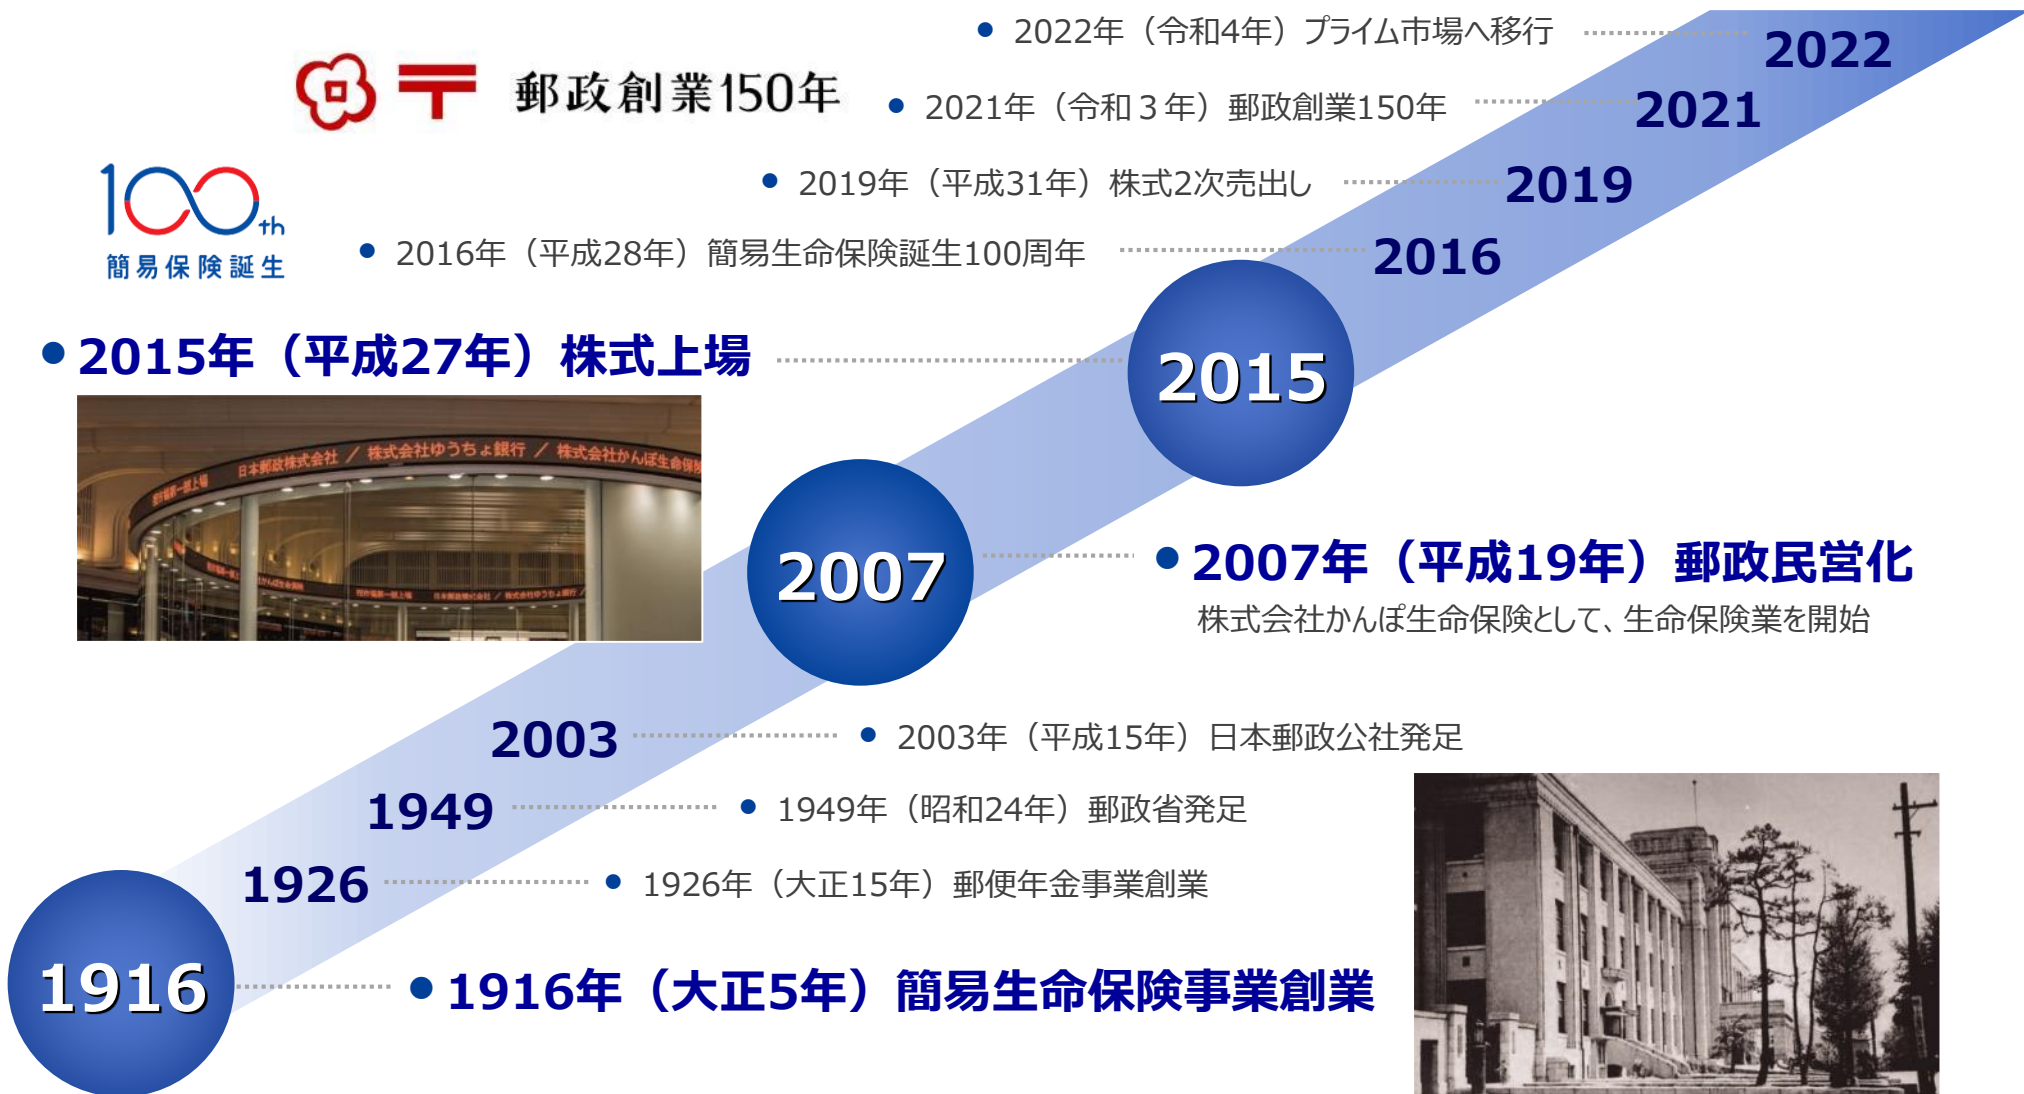 2022年（令和4年）プライム市場へ移行
2022
郵政創業150年
2021年（令和３年）郵政創業150年
2021
100th
簡易保険誕生
2019年（平成31年）株式2次売出し
2019
2016年（平成28年）簡易生命保険誕生100周年
2016
2015年（平成27年）株式上場
2015
日本郵政株式会社 ／ 株式会社ゆうちょ銀行 ／ 株式会社かんぽ生命保険
2007
2007年（平成19年）郵政民営化
株式会社かんぽ生命保険として、生命保険業を開始
2003
2003年（平成15年）日本郵政公社発足
1949
1949年（昭和24年）郵政省発足
1926
1926年（大正15年）郵便年金事業創業
1916
1916年（大正5年）簡易生命保険事業創業